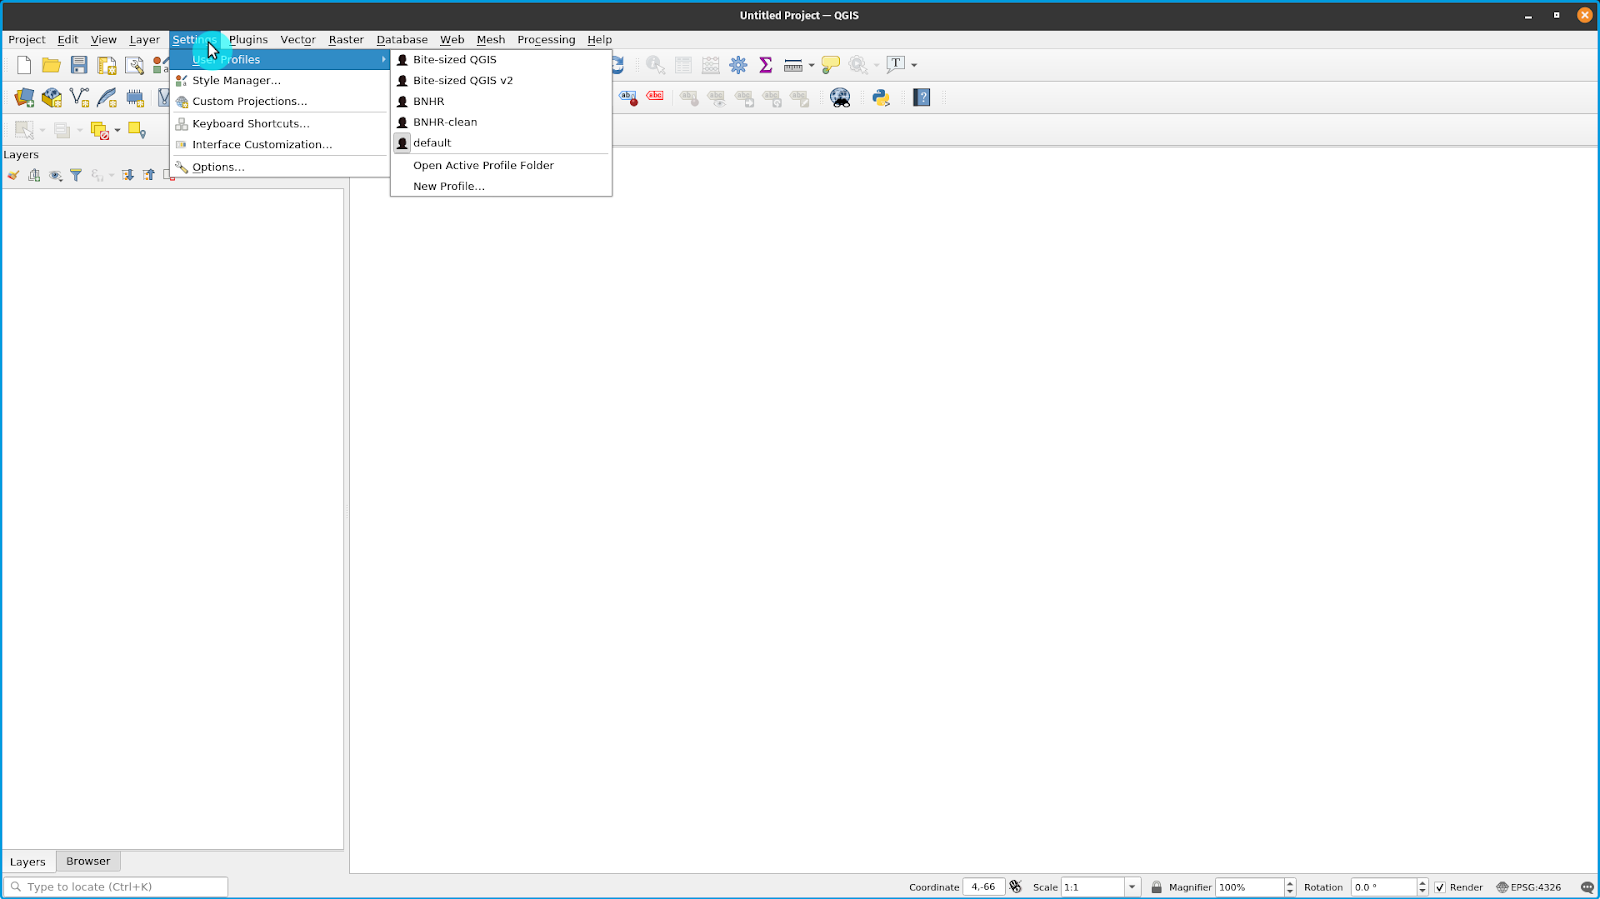 Untitled Project — QGIS
Project Edit View Layer Settings Plugins Vector Raster Database Web Mesh Processing Help
User Profiles
Style Manager...
Custom Projections...
Keyboard Shortcuts...
Interface Customization...
Options...
Bite-sized QGIS
Bite-sized QGIS v2
BNHR
BNHR-clean
default
Open Active Profile Folder
New Profile...
Layers
Layers Browser
Type to locate (Ctrl+K)
Coordinate 4,-66 Scale 1:1 Magnifier 100% Rotation 0.0 ° Render EPSG:4326